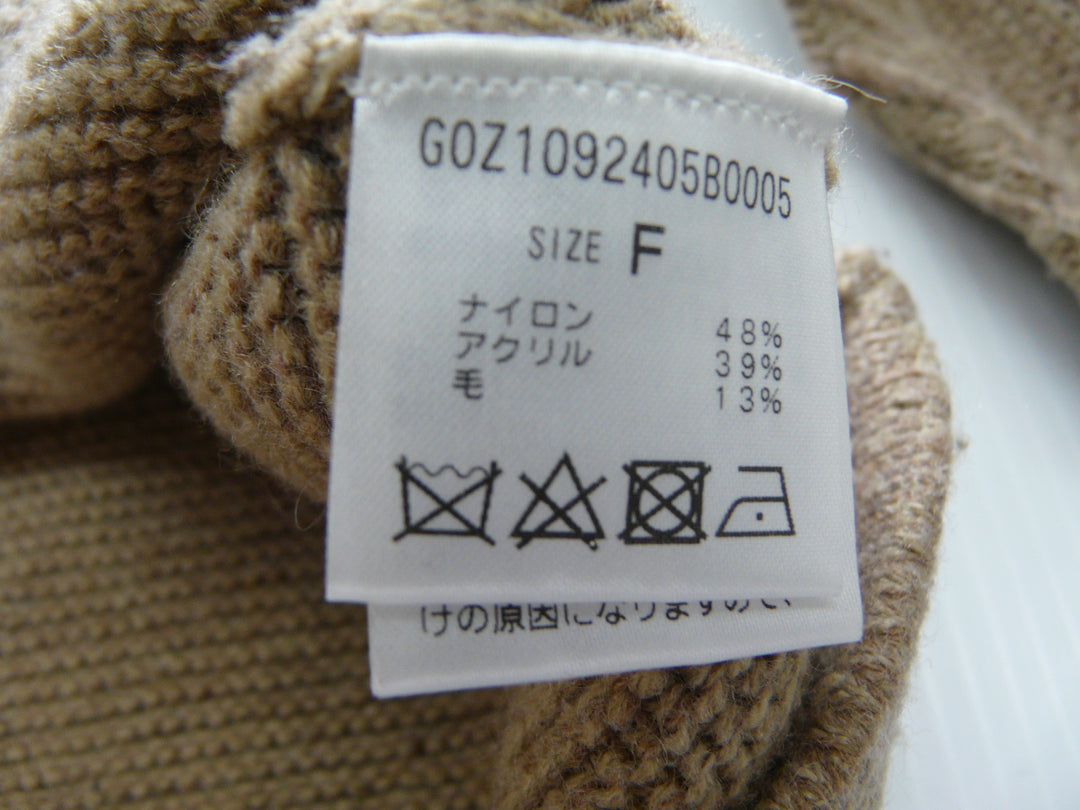 G0Z1092405B0005
SIZE F
ナイロン 48%
アクリル 39%
毛 13%
けの原因になりますので、